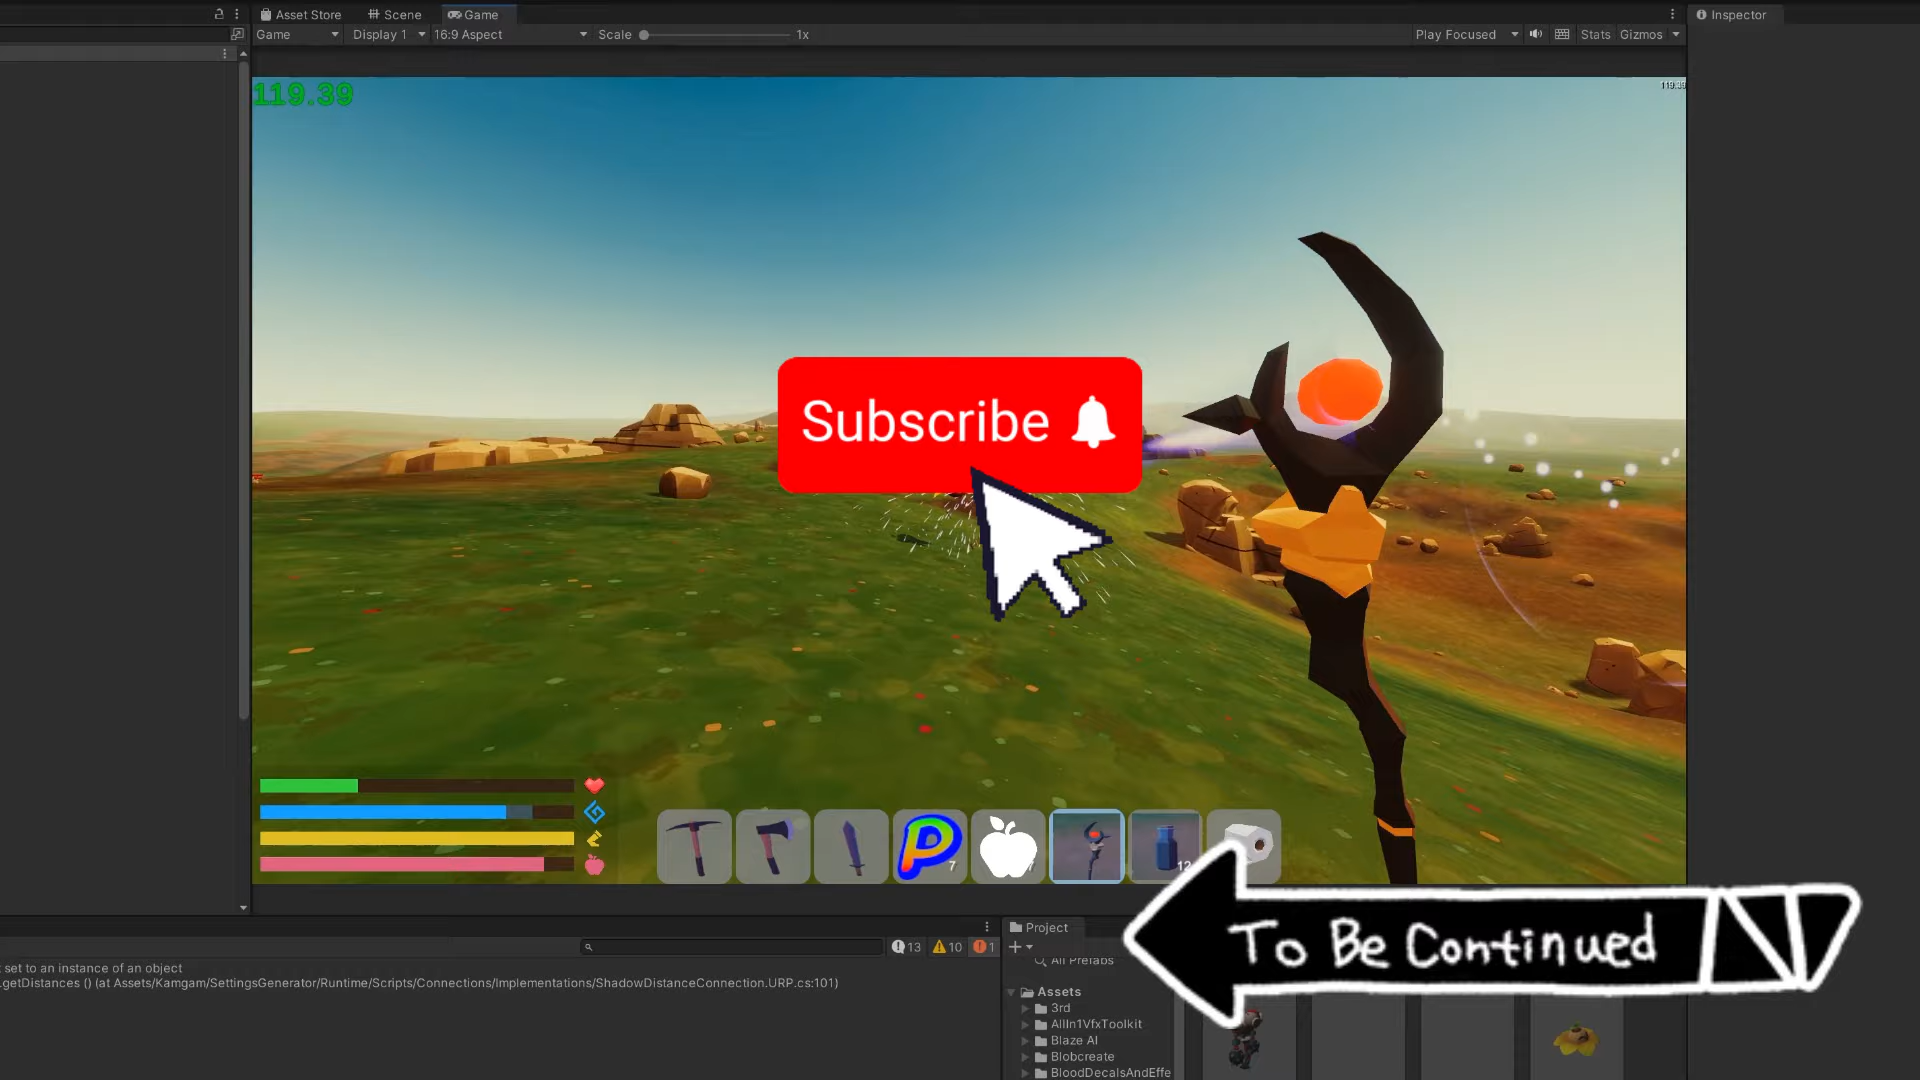 Asset Store
Scene
Game
Inspector
Game
Display 1
16:9 Aspect
Scale
1x
Play Focused
Stats
Gizmos
119.39
119.39
Subscribe
P
7
12
To Be Continued
Project
13
10
1
All Prefabs
set to an instance of an object
getDistances () (at Assets/Kamgam/SettingsGenerator/Runtime/Scripts/Connections/Implementations/ShadowDistanceConnection.URP.cs:101)
Assets
3rd
AllIn1VfxToolkit
Blaze AI
Blobcreate
BloodDecalsAndEffe